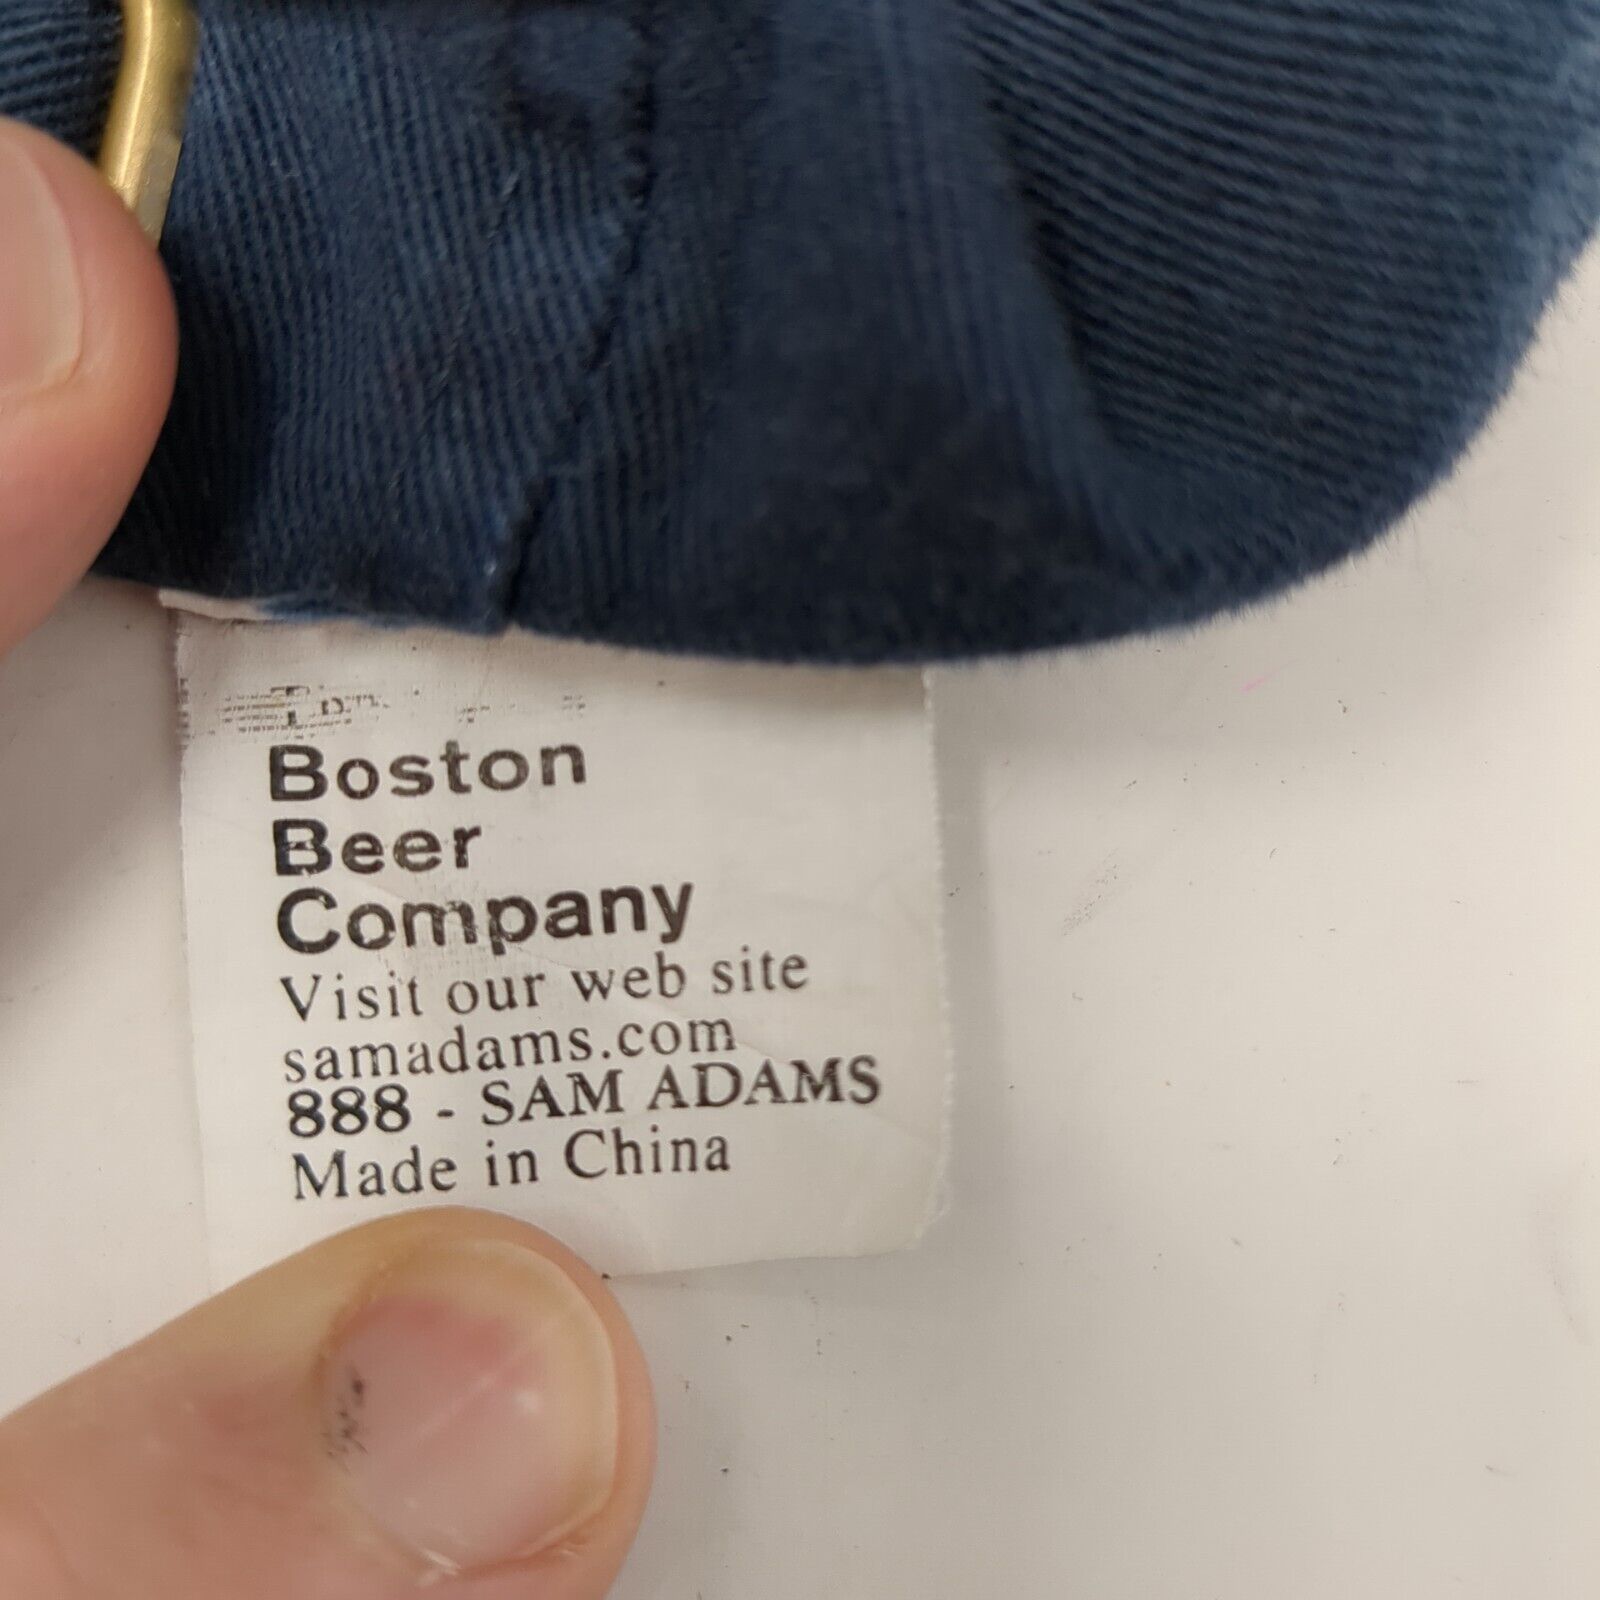 Boston
Beer
Company
Visit our web site
samadams.com
888 - SAM ADAMS
Made in China